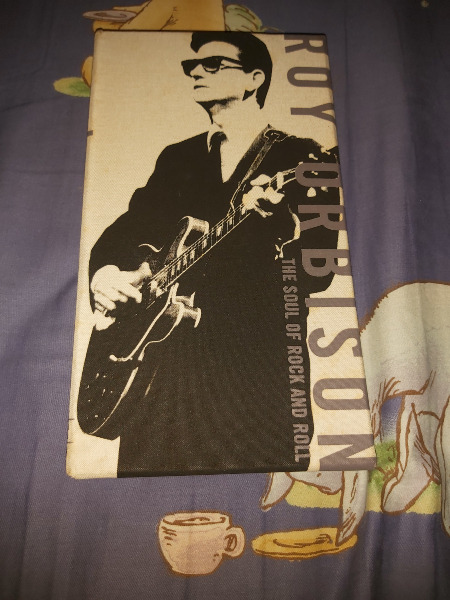 ROY ORBISON
THE SOUL OF ROCK AND ROLL